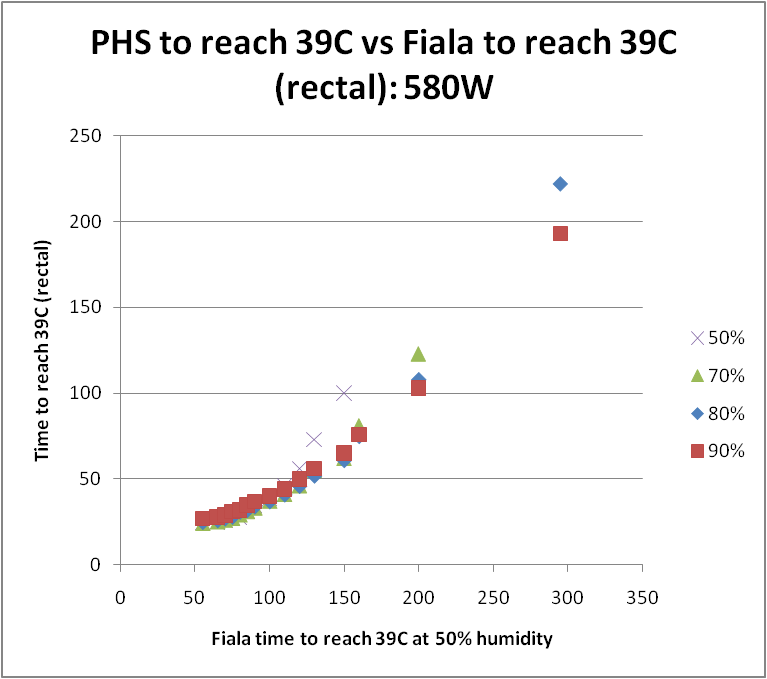 PHS to reach 39C vs Fiala to reach 39C
(rectal): 580W
250
200
150
100
50
0
Time to reach 39C (rectal)
0 50 100 150 200 250 300 350
Fiala time to reach 39C at 50% humidity
50%
70%
80%
90%